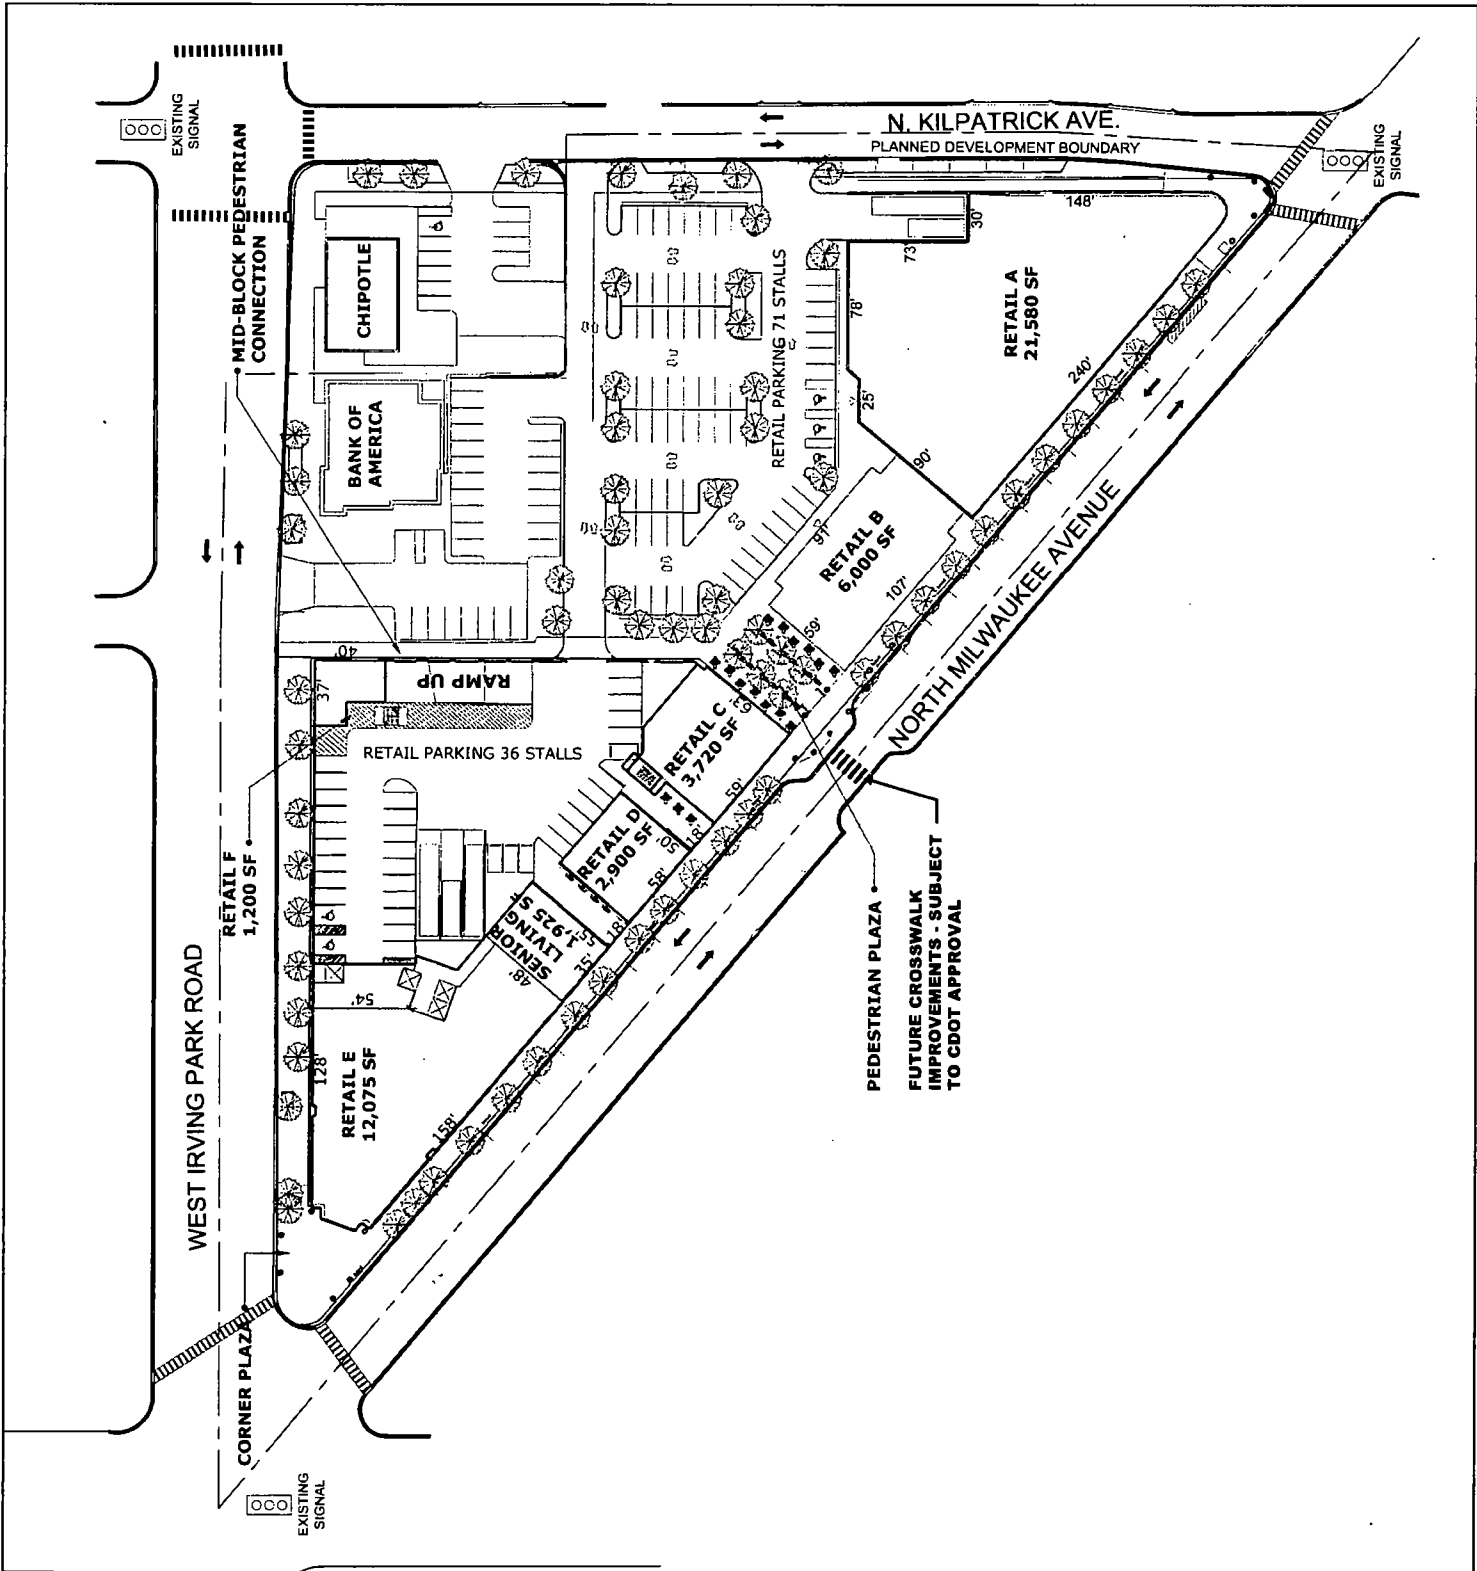 EXISTING
SIGNAL
MID-BLOCK PEDESTRIAN
CONNECTION
N. KILPATRICK AVE.
PLANNED DEVELOPMENT BOUNDARY
EXISTING
SIGNAL
CHIPOTLE
BANK OF
AMERICA
RETAIL PARKING 71 STALLS
148'
30'
73'
78'
25'
RETAIL A
21,580 SF
240'
90'
91'
RETAIL B
6,000 SF
107'
59'
NORTH MILWAUKEE AVENUE
40'
RAMP UP
37'
RETAIL PARKING 36 STALLS
RETAIL F
1,200 SF
63'
RETAIL C
3,720 SF
59'
18'
50'
RETAIL D
2,900 SF
58'
18'
55'
SENIOR
LIVING
1,925 SF
35'
48'
54'
WEST IRVING PARK ROAD
128'
RETAIL E
12,075 SF
158'
PEDESTRIAN PLAZA
FUTURE CROSSWALK
IMPROVEMENTS - SUBJECT
TO CDOT APPROVAL
CORNER PLAZA
EXISTING
SIGNAL